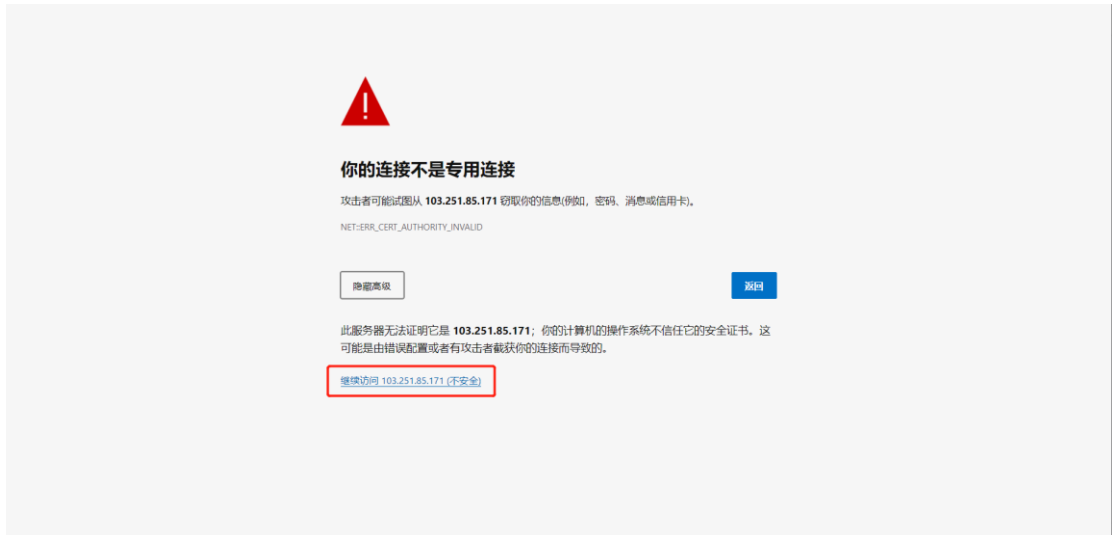 你的连接不是专用连接
攻击者可能试图从 103.251.85.171 窃取你的信息(例如，密码、消息或信用卡)。
NET::ERR_CERT_AUTHORITY_INVALID
隐藏高级
返回
此服务器无法证明它是 103.251.85.171；你的计算机的操作系统不信任它的安全证书。这
可能是由错误配置或者有攻击者截获你的连接而导致的。
继续访问 103.251.85.171 (不安全)